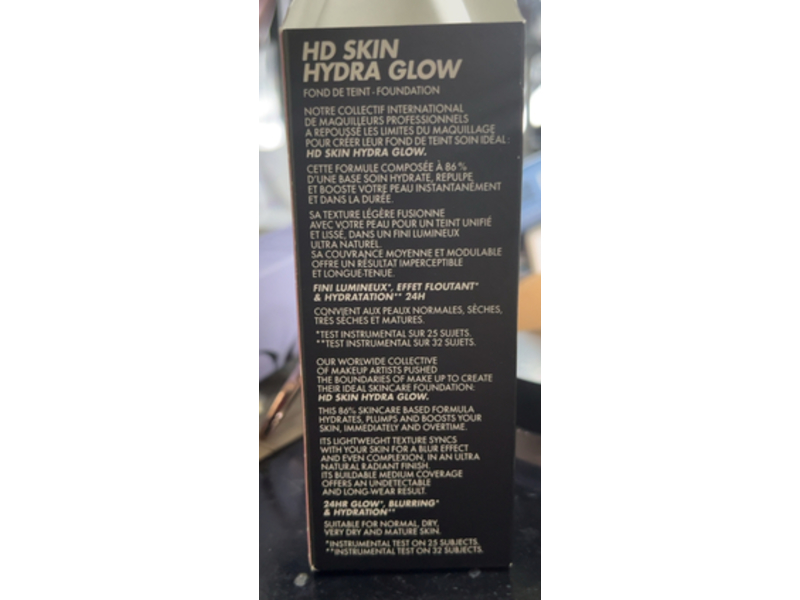 HD SKIN
HYDRA GLOW
FOND DE TEINT - FOUNDATION
NOTRE COLLECTIF INTERNATIONAL
DE MAQUILLEURS PROFESSIONNELS
A REPOUSSÉ LES LIMITES DU MAQUILLAGE
POUR CRÉER LEUR FOND DE TEINT SOIN IDÉAL :
HD SKIN HYDRA GLOW.
CETTE FORMULE COMPOSÉE À 86 %
D'UNE BASE SOIN HYDRATE, REPULPE
ET BOOSTE VOTRE PEAU INSTANTANÉMENT
ET DANS LA DURÉE.
SA TEXTURE LÉGÈRE FUSIONNE
AVEC VOTRE PEAU POUR UN TEINT UNIFIÉ
ET LISSÉ, DANS UN FINI LUMINEUX
ULTRA NATUREL.
SA COUVRANCE MOYENNE ET MODULABLE
OFFRE UN RÉSULTAT IMPERCEPTIBLE
ET LONGUE-TENUE.
FINI LUMINEUX*, EFFET FLOUTANT*
& HYDRATATION** 24H
CONVIENT AUX PEAUX NORMALES, SÈCHES,
TRÈS SÈCHES ET MATURES.
*TEST INSTRUMENTAL SUR 25 SUJETS.
**TEST INSTRUMENTAL SUR 32 SUJETS.
OUR WORLWIDE COLLECTIVE
OF MAKEUP ARTISTS PUSHED
THE BOUNDARIES OF MAKE UP TO CREATE
THEIR IDEAL SKINCARE FOUNDATION:
HD SKIN HYDRA GLOW.
THIS 86% SKINCARE BASED FORMULA
HYDRATES, PLUMPS AND BOOSTS YOUR
SKIN, IMMEDIATELY AND OVERTIME.
ITS LIGHTWEIGHT TEXTURE SYNCS
WITH YOUR SKIN FOR A BLUR EFFECT
AND EVEN COMPLEXION, IN AN ULTRA
NATURAL RADIANT FINISH.
ITS BUILDABLE MEDIUM COVERAGE
OFFERS AN UNDETECTABLE
AND LONG-WEAR RESULT.
24HR GLOW*, BLURRING*
& HYDRATION**
SUITABLE FOR NORMAL, DRY,
VERY DRY AND MATURE SKIN.
*INSTRUMENTAL TEST ON 25 SUBJECTS.
**INSTRUMENTAL TEST ON 32 SUBJECTS.